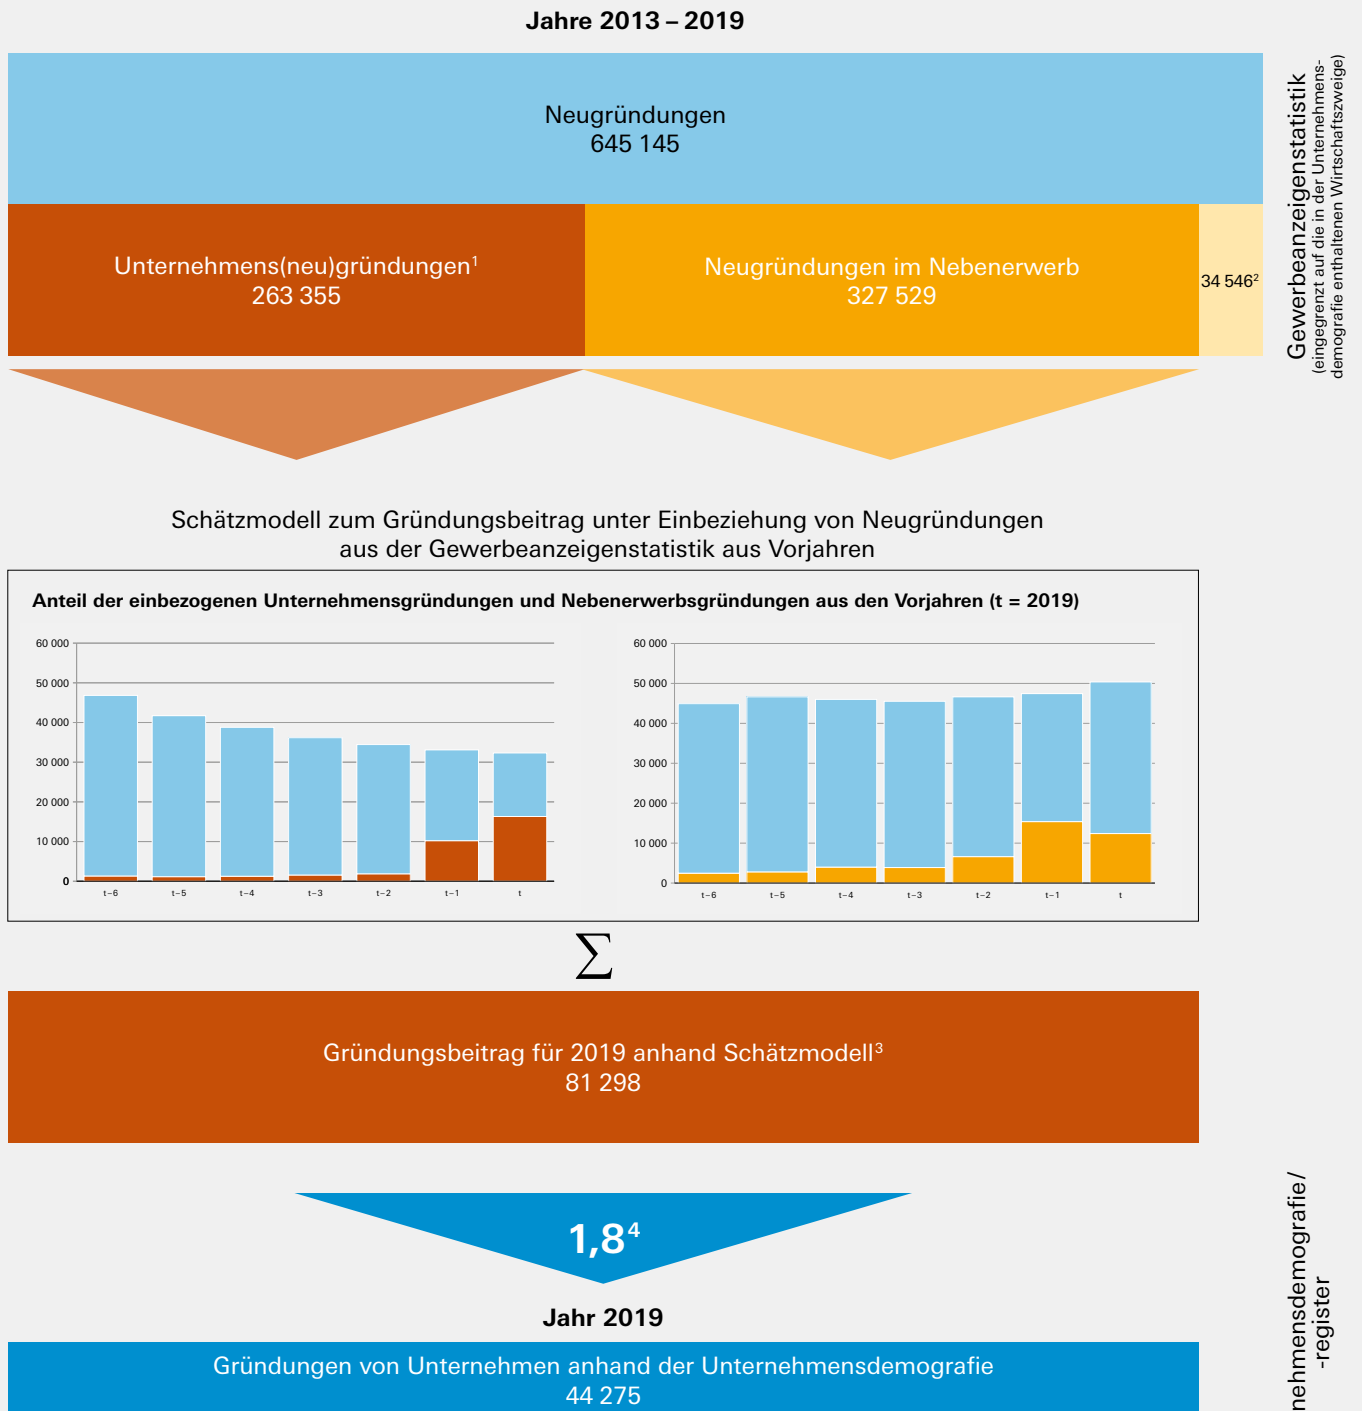 Jahre 2013 – 2019
Neugründungen
645 145
Unternehmens(neu)gründungen¹
263 355
Neugründungen im Nebenerwerb
327 529
34 546²
Gewerbeanzeigenstatistik
(eingegrenzt auf die in der Unternehmens-
demografie enthaltenen Wirtschaftszweige)
Schätzmodell zum Gründungsbeitrag unter Einbeziehung von Neugründungen
aus der Gewerbeanzeigenstatistik aus Vorjahren
Anteil der einbezogenen Unternehmensgründungen und Nebenerwerbsgründungen aus den Vorjahren (t = 2019)
60 000
50 000
40 000
30 000
20 000
10 000
0
t–6 t–5 t–4 t–3 t–2 t–1 t
60 000
50 000
40 000
30 000
20 000
10 000
0
t–6 t–5 t–4 t–3 t–2 t–1 t
∑
Gründungsbeitrag für 2019 anhand Schätzmodell³
81 298
1,8⁴
Jahr 2019
Gründungen von Unternehmen anhand der Unternehmensdemografie
44 275
nehmensdemografie/
-register